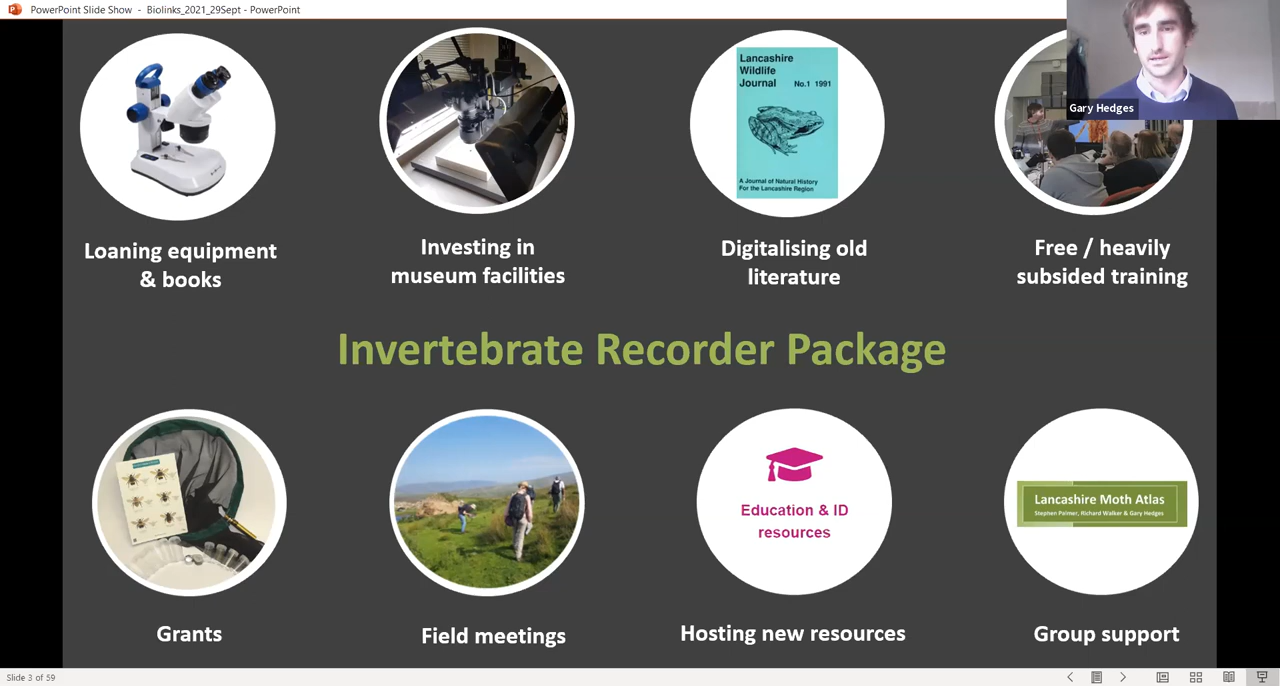 PowerPoint Slide Show - Biolinks_2021_29Sept - PowerPoint
Gary Hedges
Lancashire
Wildlife
Journal No.1 1991
A Journal of Natural History
For the Lancashire Region
Loaning equipment
& books
Investing in
museum facilities
Digitalising old
literature
Free / heavily
subsided training
Invertebrate Recorder Package
Education & ID
resources
Lancashire Moth Atlas
Stephen Palmer, Richard Walker & Gary Hedges
Grants
Field meetings
Hosting new resources
Group support
Slide 3 of 59